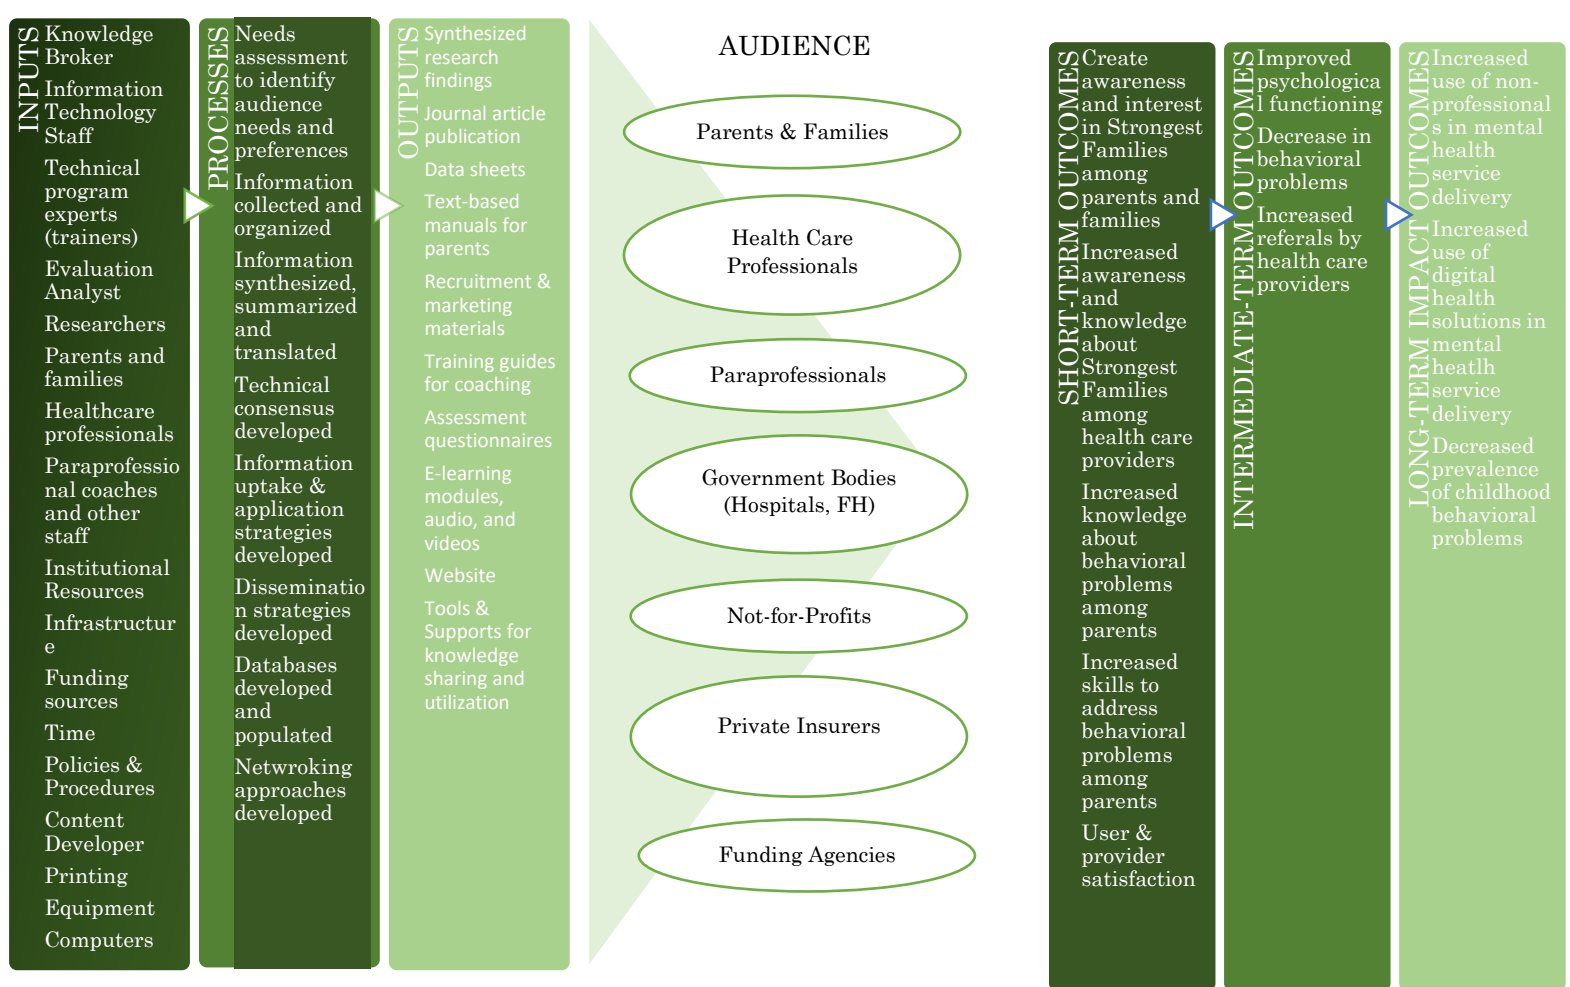 INPUTS
Knowledge
Broker
Information
Technology
Staff
Technical
program
experts
(trainers)
Evaluation
Analyst
Researchers
Parents and
families
Healthcare
professionals
Paraprofessio
nal coaches
and other
staff
Institutional
Resources
Infrastructur
e
Funding
sources
Time
Policies &
Procedures
Content
Developer
Printing
Equipment
Computers
PROCESSES
Needs
assessment
to identify
audience
needs and
preferences
Information
collected and
organized
Information
synthesized,
summarized
and
translated
Technical
consensus
developed
Information
uptake &
application
strategies
developed
Disseminatio
n strategies
developed
Databases
developed
and
populated
Netwroking
approaches
developed
OUTPUTS
Synthesized
research
findings
Journal article
publication
Data sheets
Text-based
manuals for
parents
Recruitment &
marketing
materials
Training guides
for coaching
Assessment
questionnaires
E-learning
modules,
audio, and
videos
Website
Tools &
Supports for
knowledge
sharing and
utilization
AUDIENCE
Parents & Families
Health Care
Professionals
Paraprofessionals
Government Bodies
(Hospitals, FH)
Not-for-Profits
Private Insurers
Funding Agencies
SHORT-TERM OUTCOMES
Create
awareness
and interest
in Strongest
Families
among
parents and
families
Increased
awareness
and
knowledge
about
Strongest
Families
among
health care
providers
Increased
knowledge
about
behavioral
problems
among
parents
Increased
skills to
address
behavioral
problems
among
parents
User &
provider
satisfaction
INTERMEDIATE-TERM OUTCOMES
Improved
psychologica
l functioning
Decrease in
behavioral
problems
Increased
referals by
health care
providers
LONG-TERM IMPACT OUTCOMES
Increased
use of non-
professional
s in mental
health
service
delivery
Increased
use of
digital
health
solutions in
mental
heatlh
service
delivery
Decreased
prevalence
of childhood
behavioral
problems